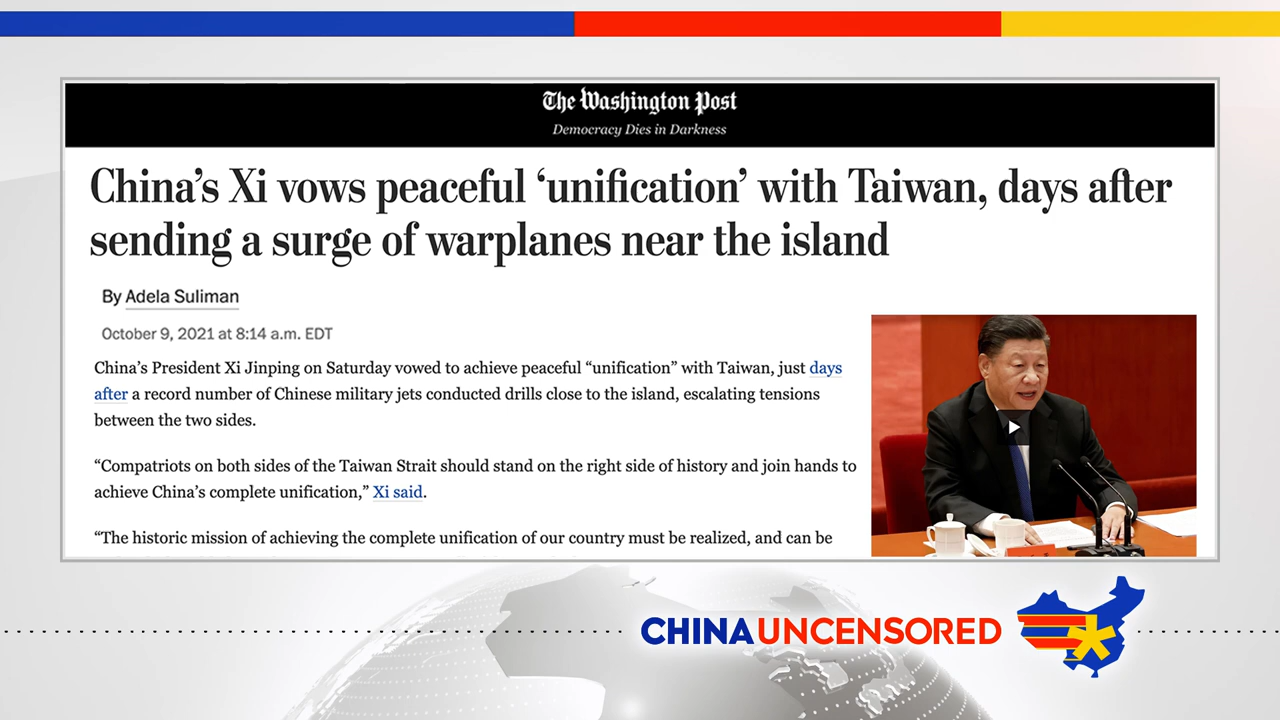 The Washington Post
Democracy Dies in Darkness
China’s Xi vows peaceful ‘unification’ with Taiwan, days after
sending a surge of warplanes near the island
By Adela Suliman
October 9, 2021 at 8:14 a.m. EDT
China’s President Xi Jinping on Saturday vowed to achieve peaceful “unification” with Taiwan, just days
after a record number of Chinese military jets conducted drills close to the island, escalating tensions
between the two sides.
“Compatriots on both sides of the Taiwan Strait should stand on the right side of history and join hands to
achieve China’s complete unification,” Xi said.
“The historic mission of achieving the complete unification of our country must be realized, and can be
CHINA UNCENSORED